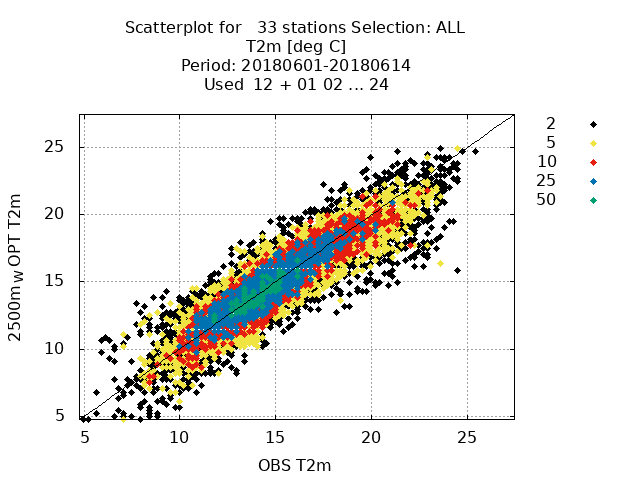 Scatterplot for   33 stations Selection: ALL
T2m [deg C]
Period: 20180601-20180614
Used  12 + 01 02 ... 24
2
5
10
25
50
25
20
15
10
5
5 10 15 20 25
2500m w OPT T2m
OBS T2m